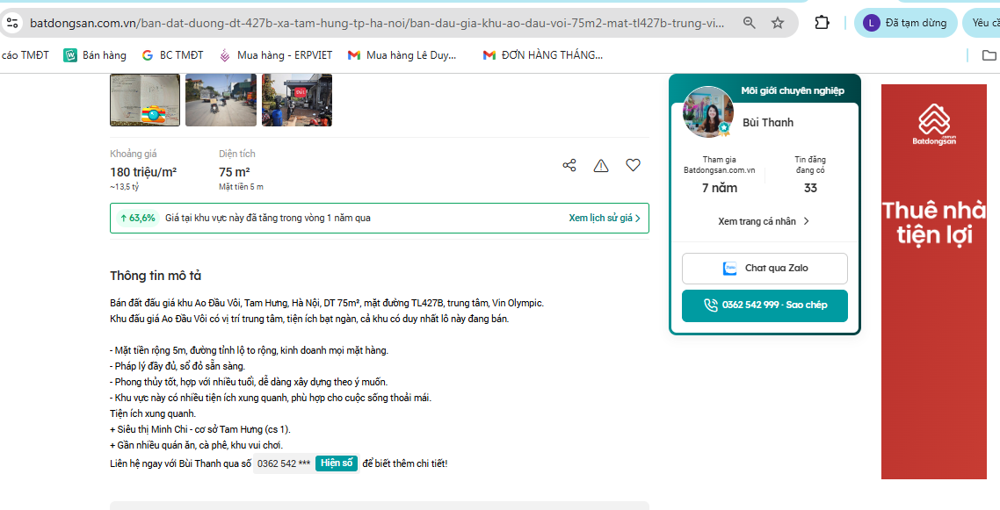 batdongsan.com.vn/ban-dat-duong-dt-427b-xa-tam-hung-tp-ha-noi/ban-dau-gia-khu-ao-dau-voi-75m2-mat-tl427b-trung-vi...
L Đã tạm dừng
Yêu cầ
cáo TMĐT
Bán hàng
BC TMĐT
Mua hàng - ERPVIET
Mua hàng Lê Duy...
ĐƠN HÀNG THÁNG...
Khoảng giá
Diện tích
180 triệu/m²
75 m²
~13,5 tỷ
Mặt tiền 5 m
63,6%
Giá tại khu vực này đã tăng trong vòng 1 năm qua
Xem lịch sử giá
Thông tin mô tả
Bán đất đấu giá khu Ao Đầu Vôi, Tam Hưng, Hà Nội, DT 75m², mặt đường TL427B, trung tâm, Vin Olympic.
Khu đấu giá Ao Đầu Vôi có vị trí trung tâm, tiện ích bạt ngàn, cả khu có duy nhất lô này đang bán.
- Mặt tiền rộng 5m, đường tỉnh lộ to rộng, kinh doanh mọi mặt hàng.
- Pháp lý đầy đủ, sổ đỏ sẵn sàng.
- Phong thủy tốt, hợp với nhiều tuổi, dễ dàng xây dựng theo ý muốn.
- Khu vực này có nhiều tiện ích xung quanh, phù hợp cho cuộc sống thoải mái.
Tiện ích xung quanh.
+ Siêu thị Minh Chi - cơ sở Tam Hưng (cs 1).
+ Gần nhiều quán ăn, cà phê, khu vui chơi.
Liên hệ ngay với Bùi Thanh qua số 0362 542 *** Hiện số để biết thêm chi tiết!
Môi giới chuyên nghiệp
Bùi Thanh
Tham gia
Batdongsan.com.vn
7 năm
Tin đăng
đang có
33
Xem trang cá nhân
Chat qua Zalo
0362 542 999 · Sao chép
Batdongsan
.com.vn
Thuê nhà
tiện lợi